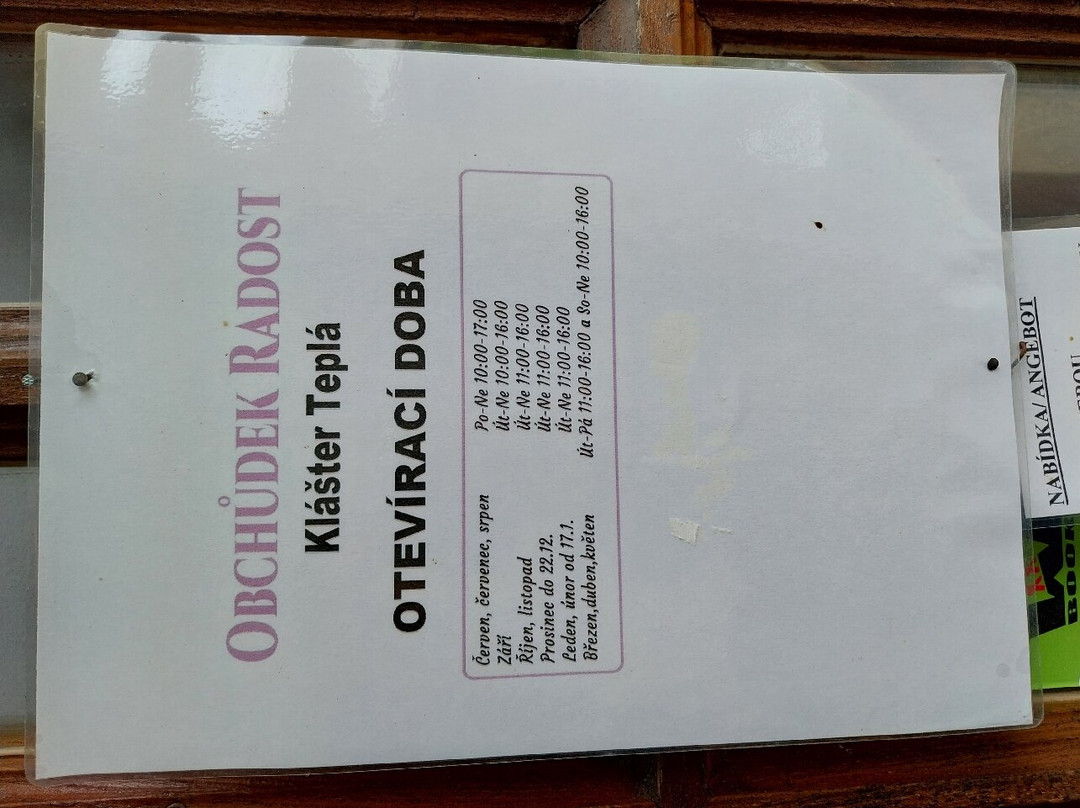 OBCHŮDEK RADOST
Klášter Teplá
OTEVÍRACÍ DOBA
Červen, červenec, srpen Po-Ne 10:00-17:00
Září Út-Ne 10:00-16:00
Říjen, listopad Út-Ne 11:00-16:00
Prosinec do 22.12. Út-Ne 11:00-16:00
Leden, únor od 17.1. Út-Ne 11:00-16:00
Březen,duben,květen Út-Pá 11:00-16:00 a So-Ne 10:00-16:00
NABÍDKA/ANGEBOT